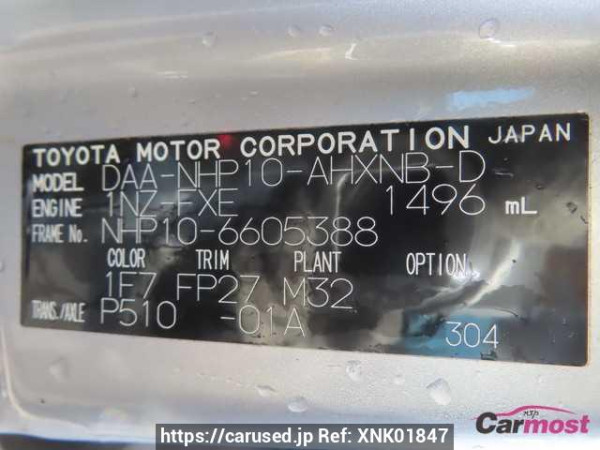 TOYOTA MOTOR CORPORATION JAPAN
MODEL DAA-NHP10-AHXNB-D
ENGINE 1NZ-FXE 1496 mL
FRAME No. NHP10-6605388
COLOR TRIM PLANT OPTION
1F7 FP27 M32
TRANS./AXLE P510 -01A
304
Carmost
https://carused.jp Ref: XNK01847